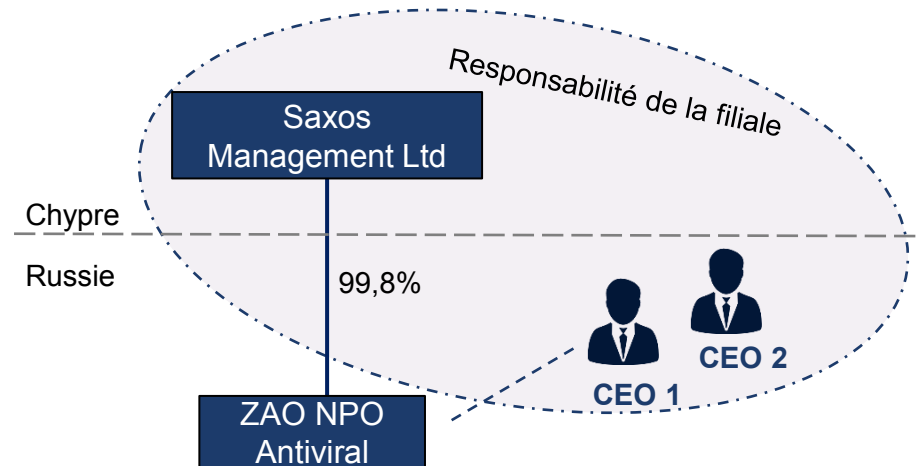 Responsabilité de la filiale
Saxos
Management Ltd
Chypre
Russie
99,8%
CEO 2
CEO 1
ZAO NPO
Antiviral